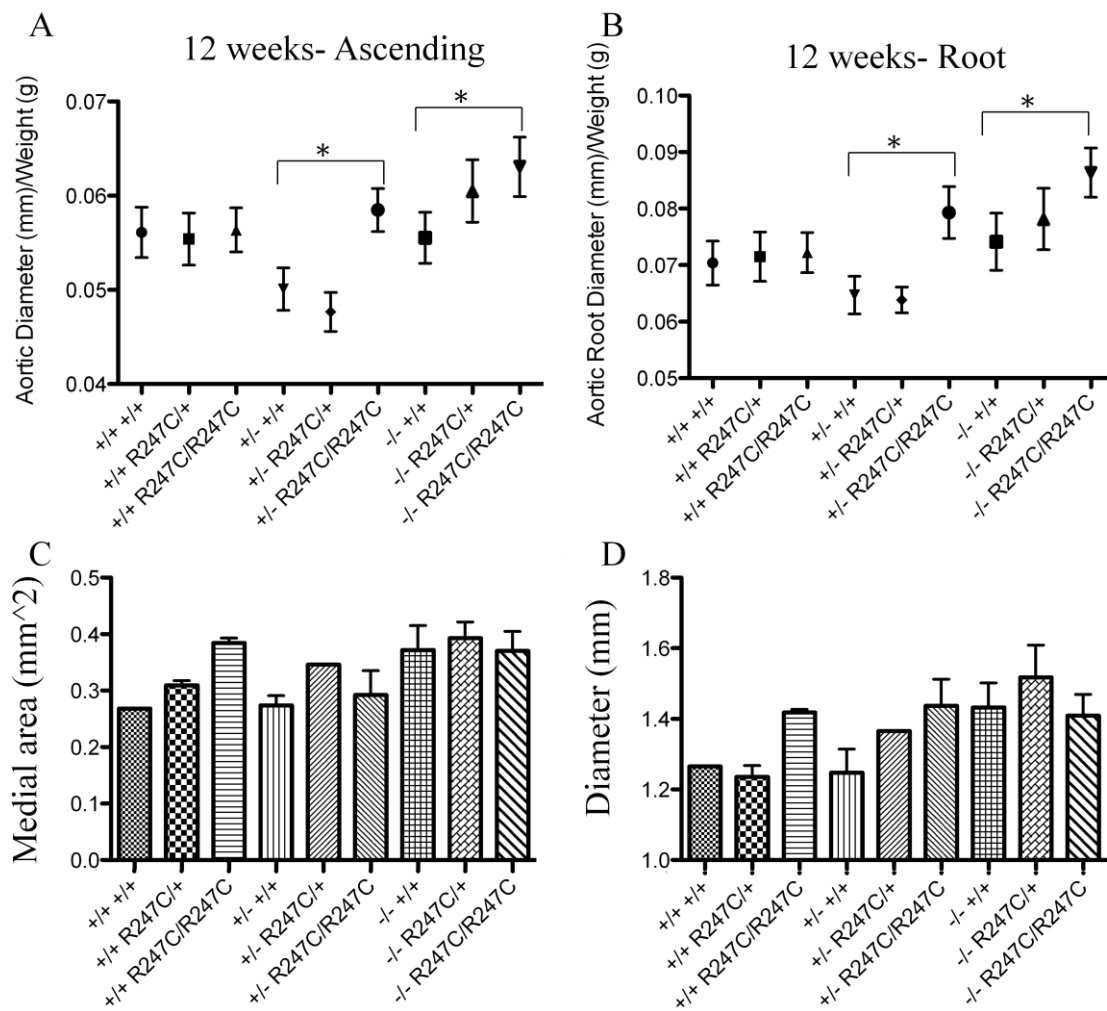 A
12 weeks- Ascending
Aortic Diameter (mm)/Weight (g)
0.07
0.06
0.05
0.04
*
*
+/+ +/+
+/+ R247C/+
+/+ R247C/R247C
+/- +/+
+/- R247C/+
+/- R247C/R247C
-/- +/+
-/- R247C/+
-/- R247C/R247C
B
12 weeks- Root
Aortic Root Diameter (mm)/Weight (g)
0.10
0.09
0.08
0.07
0.06
0.05
*
*
+/+ +/+
+/+ R247C/+
+/+ R247C/R247C
+/- +/+
+/- R247C/+
+/- R247C/R247C
-/- +/+
-/- R247C/+
-/- R247C/R247C
C
Medial area (mm^2)
0.5
0.4
0.3
0.2
0.1
0.0
+/+ +/+
+/+ R247C/+
+/+ R247C/R247C
+/- +/+
+/- R247C/+
+/- R247C/R247C
-/- +/+
-/- R247C/+
-/- R247C/R247C
D
Diameter (mm)
1.8
1.6
1.4
1.2
1.0
+/+ +/+
+/+ R247C/+
+/+ R247C/R247C
+/- +/+
+/- R247C/+
+/- R247C/R247C
-/- +/+
-/- R247C/+
-/- R247C/R247C